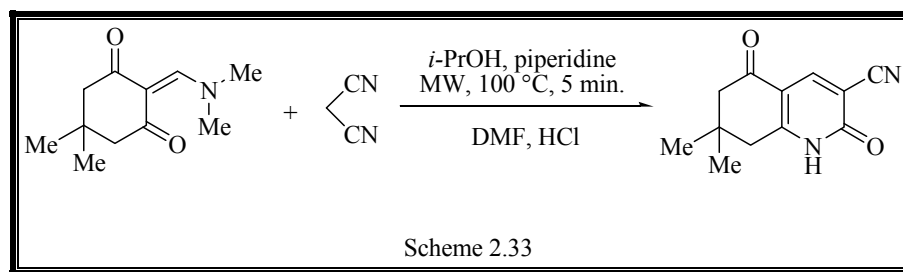 O
N
Me
Me
O
Me
Me
+
CN
CN
i-PrOH, piperidine
MW, 100 °C, 5 min.
DMF, HCl
O
CN
O
N
H
Me
Me
Scheme 2.33